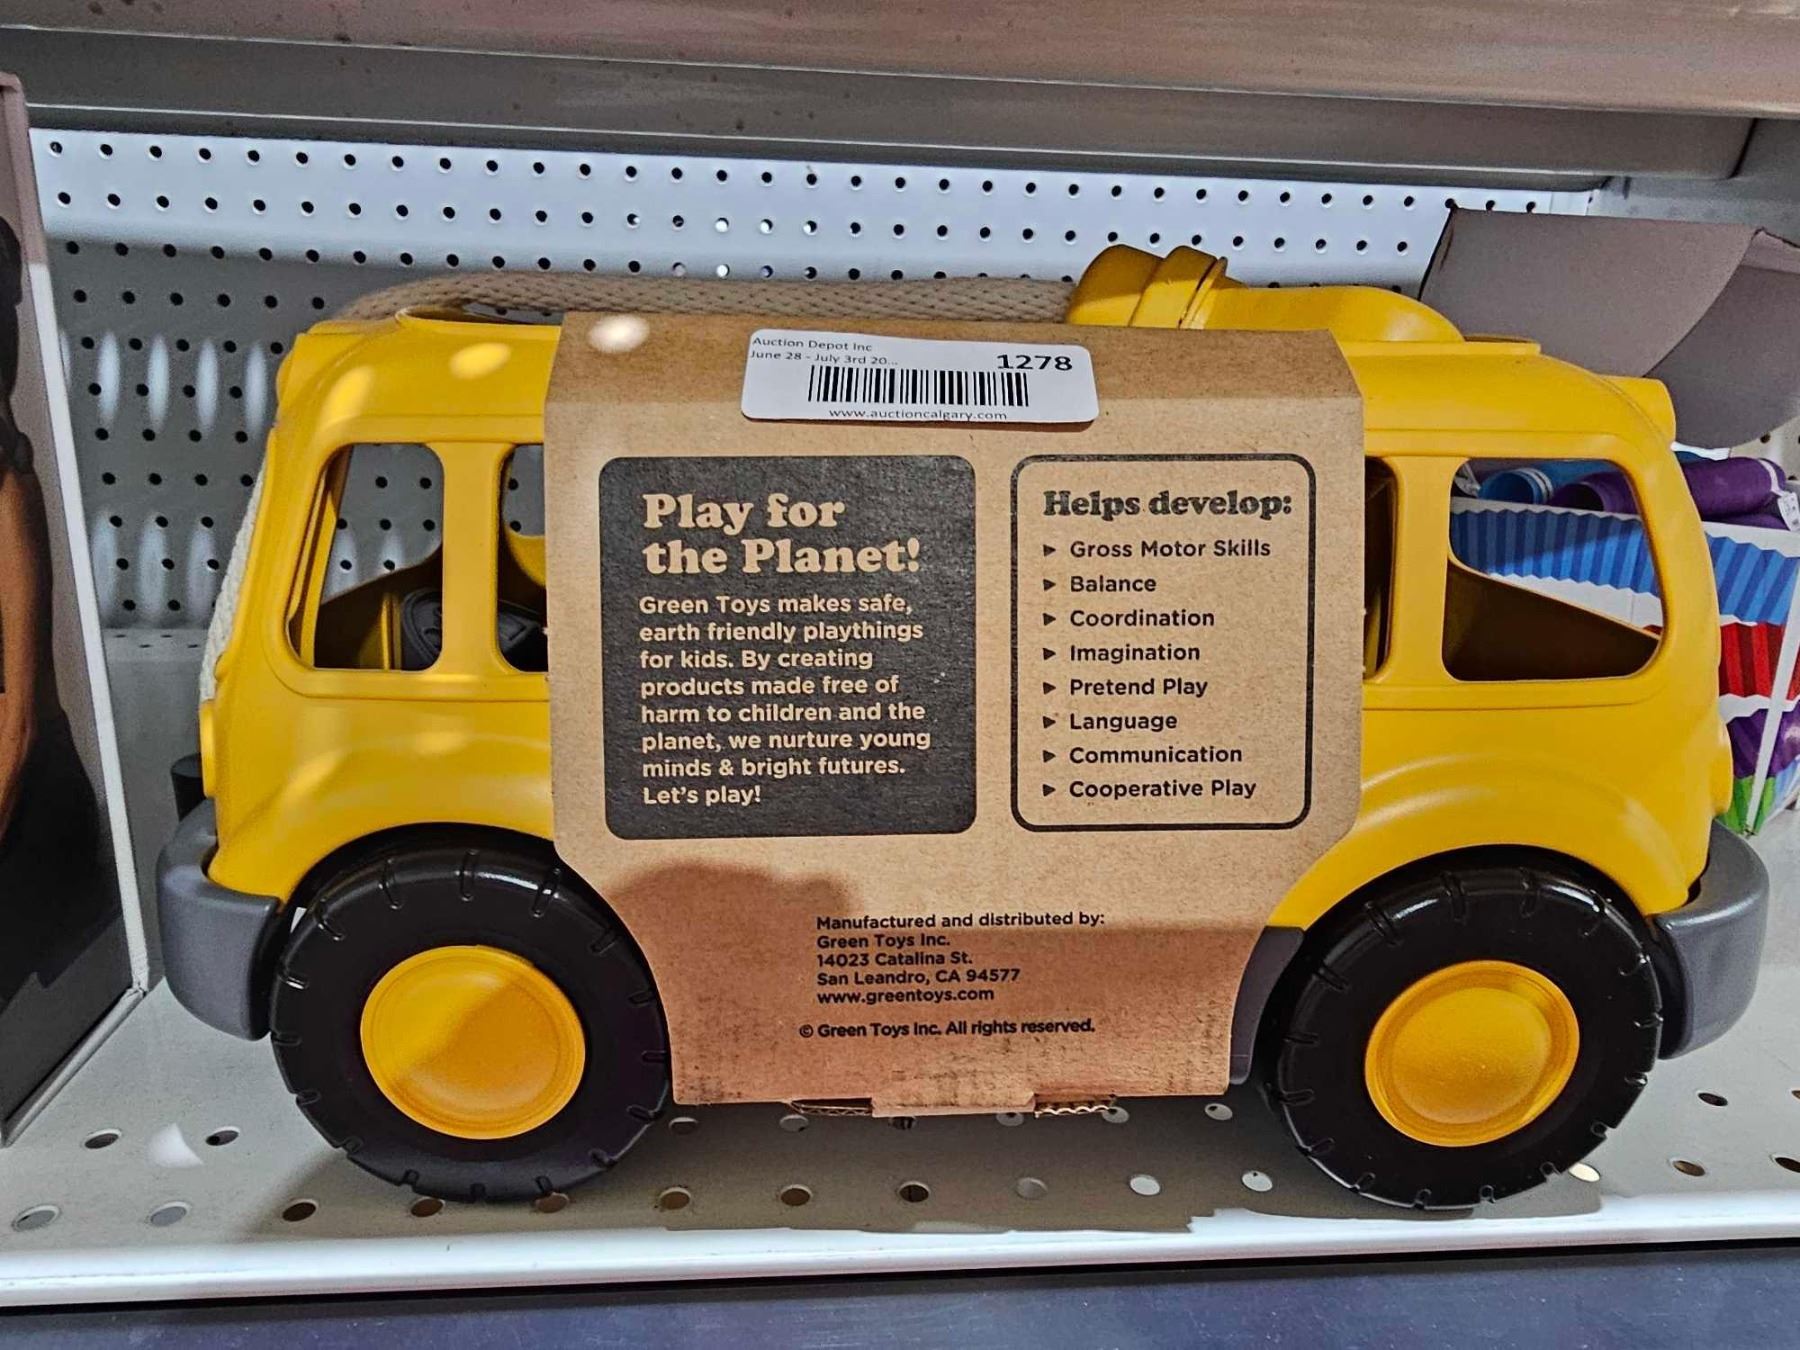 Auction Depot Inc
June 28 - July 3rd 20...
1278
www.auctioncalgary.com
Play for
the Planet!
Green Toys makes safe,
earth friendly playthings
for kids. By creating
products made free of
harm to children and the
planet, we nurture young
minds & bright futures.
Let's play!
Helps develop:
▶ Gross Motor Skills
▶ Balance
▶ Coordination
▶ Imagination
▶ Pretend Play
▶ Language
▶ Communication
▶ Cooperative Play
Manufactured and distributed by:
Green Toys Inc.
14023 Catalina St.
San Leandro, CA 94577
www.greentoys.com
© Green Toys Inc. All rights reserved.